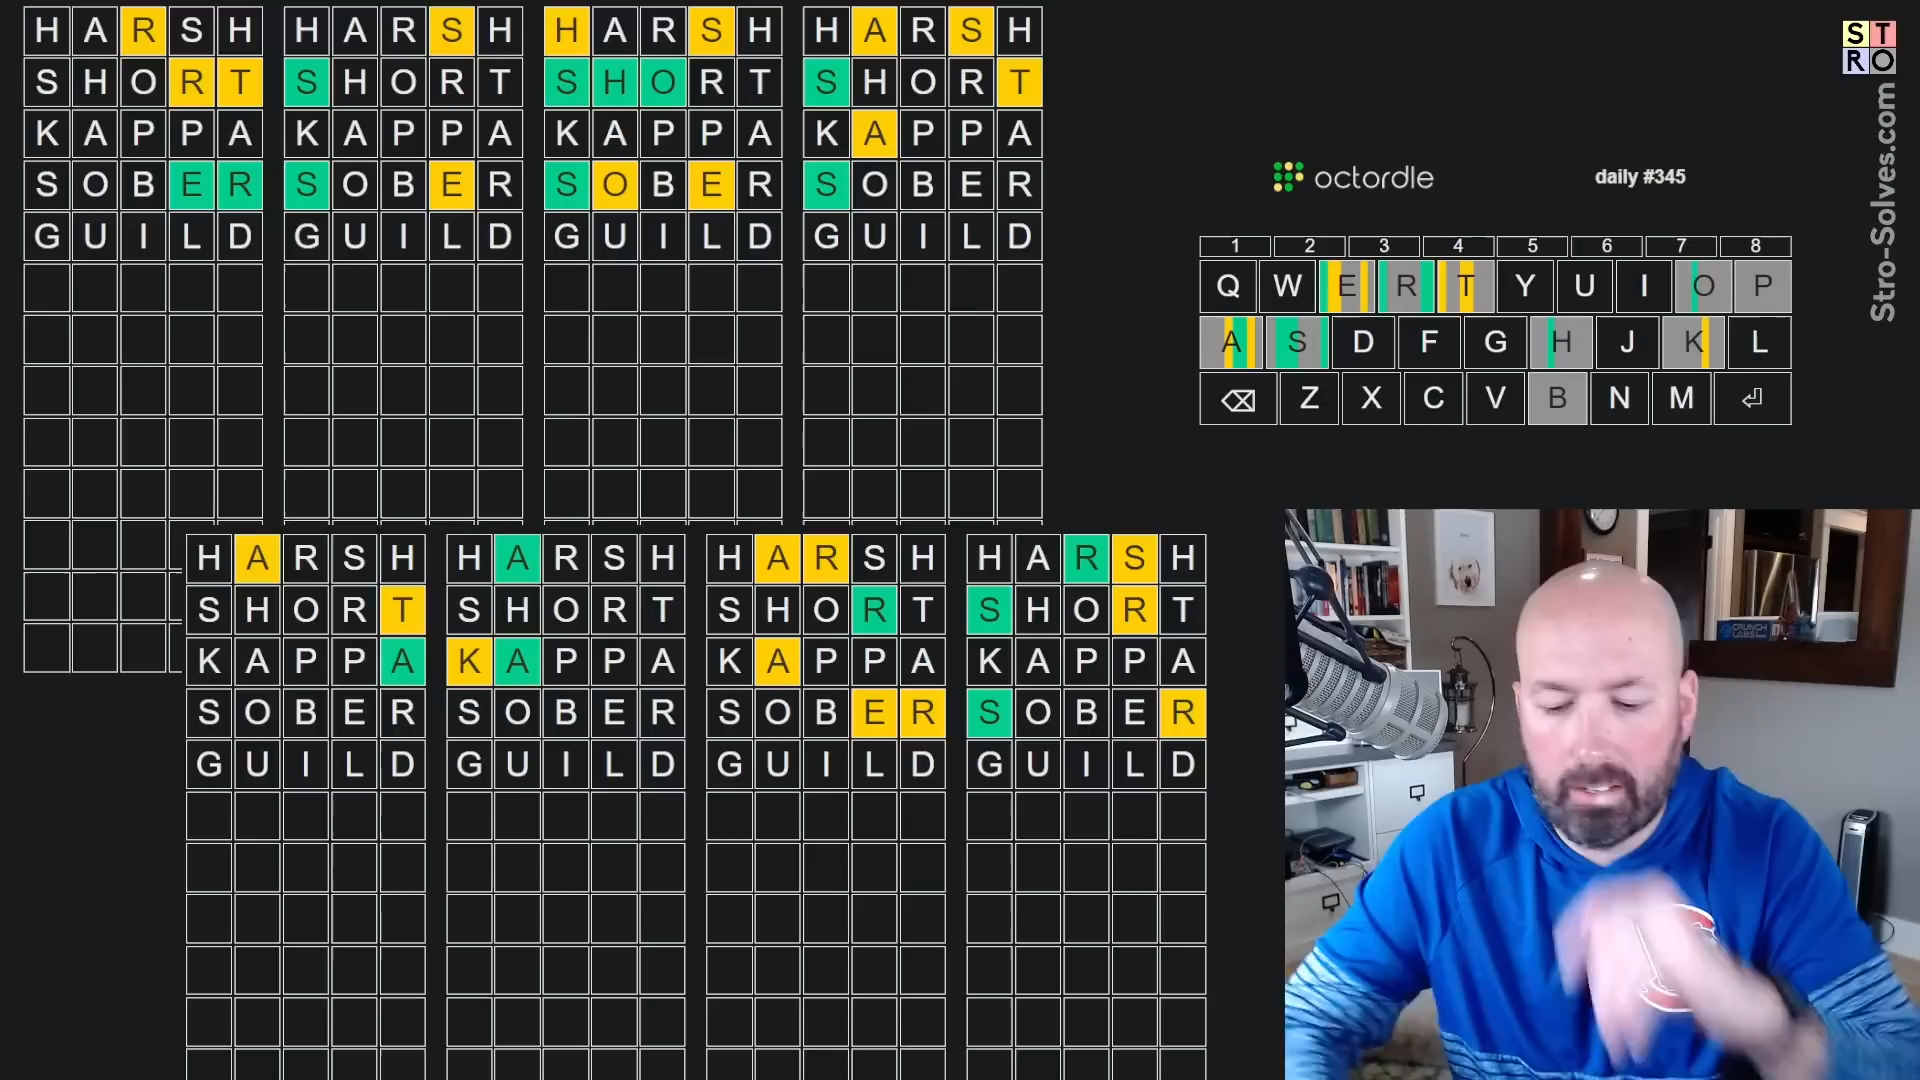 HARSH HARSH HARSH HARSH
SHORT SHORT SHORT SHORT
KAPPA KAPPA KAPPA KAPPA
SOBER SOBER SOBER SOBER
GUILD GUILD GUILD GUILD
HARSH HARSH HARSH HARSH
SHORT SHORT SHORT SHORT
KAPPA KAPPA KAPPA KAPPA
SOBER SOBER SOBER SOBER
GUILD GUILD GUILD GUILD
octordle daily #345
1 2 3 4 5 6 7 8
Q W E R T Y U I O P
A S D F G H J K L
Z X C V B N M
ST
RO
Stro-Solves.com